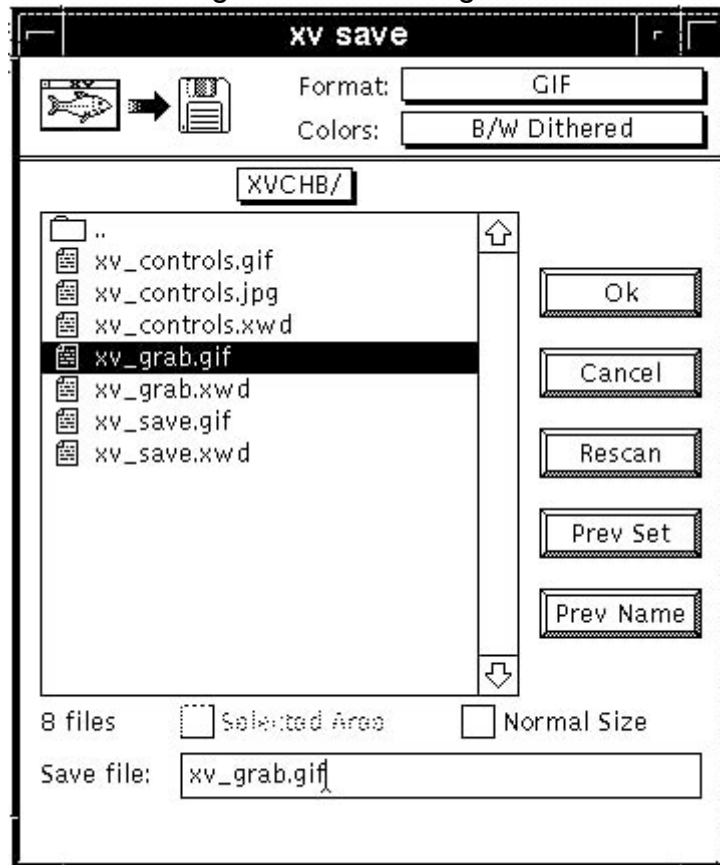 xv save
XV
Format: GIF
Colors: B/W Dithered
XVCHB/
..
xv_controls.gif
xv_controls.jpg
xv_controls.xwd
xv_grab.gif
xv_grab.xwd
xv_save.gif
xv_save.xwd
Ok
Cancel
Rescan
Prev Set
Prev Name
8 files
Selected Area
Normal Size
Save file: xv_grab.gif